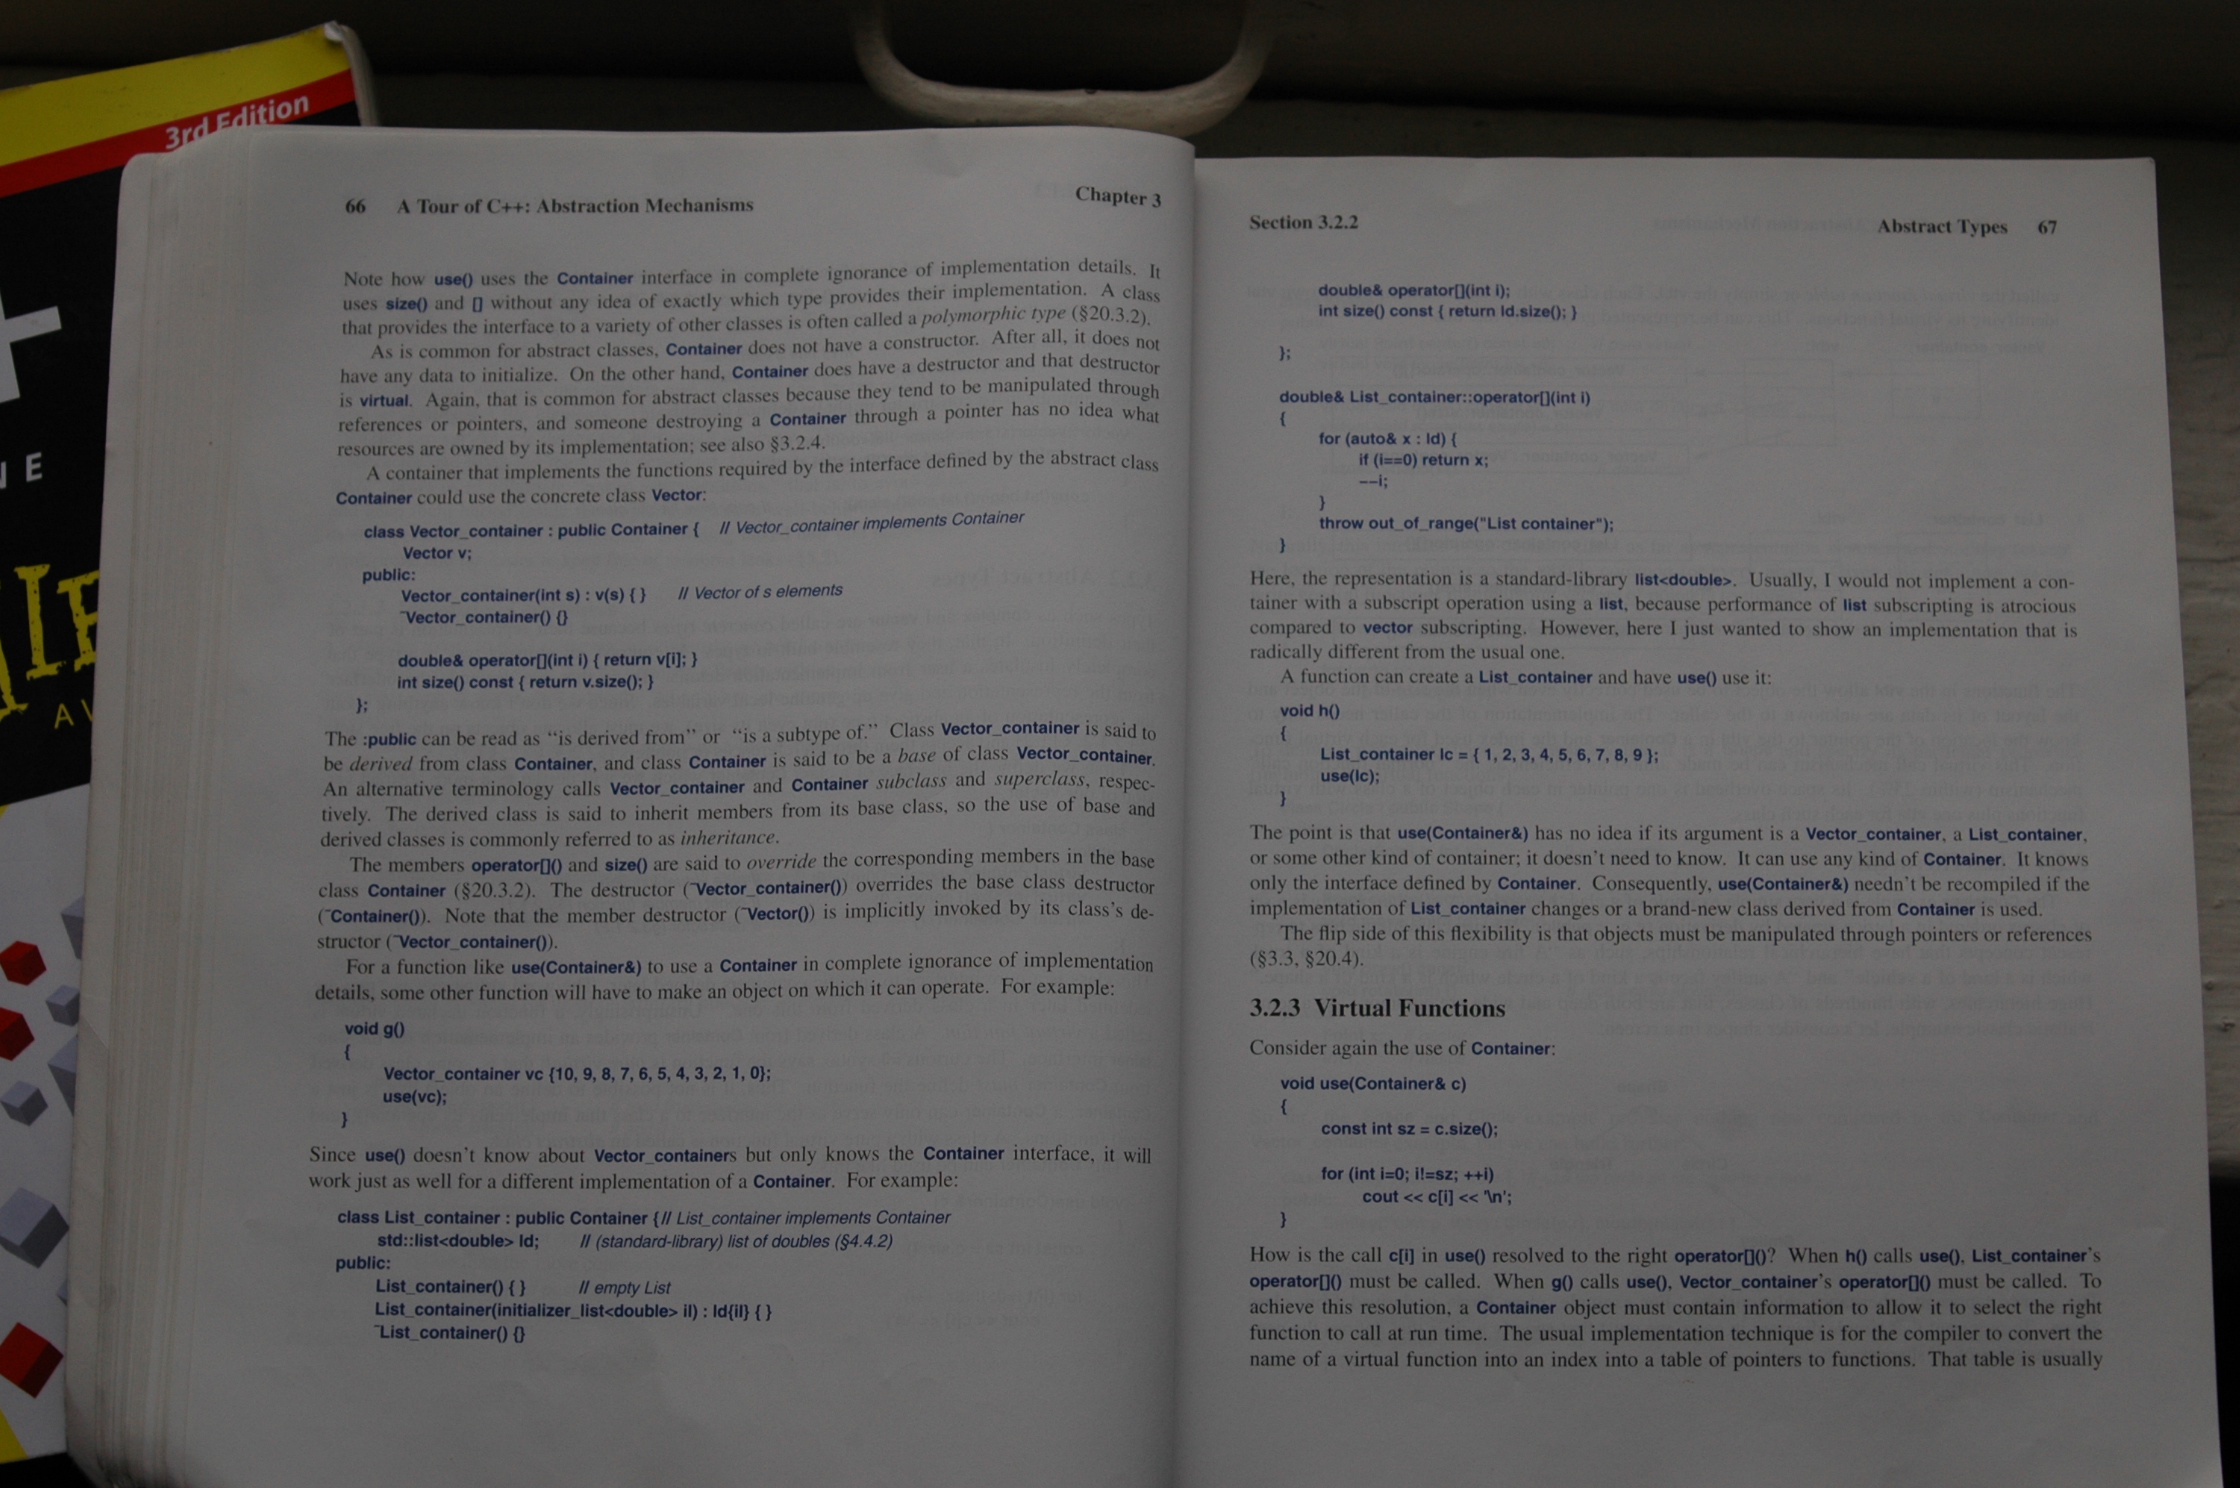 3rd Edition
66 A Tour of C++: Abstraction Mechanisms Chapter 3
Note how use() uses the Container interface in complete ignorance of implementation details. It
uses size() and [] without any idea of exactly which type provides their implementation. A class
that provides the interface to a variety of other classes is often called a polymorphic type (§20.3.2).
As is common for abstract classes, Container does not have a constructor. After all, it does not
have any data to initialize. On the other hand, Container does have a destructor and that destructor
is virtual. Again, that is common for abstract classes because they tend to be manipulated through
references or pointers, and someone destroying a Container through a pointer has no idea what
resources are owned by its implementation; see also §3.2.4.
A container that implements the functions required by the interface defined by the abstract class
Container could use the concrete class Vector:
class Vector_container : public Container { // Vector_container implements Container
Vector v;
public:
Vector_container(int s) : v(s) { } // Vector of s elements
~Vector_container() {}
double& operator[](int i) { return v[i]; }
int size() const { return v.size(); }
};
The :public can be read as “is derived from” or “is a subtype of.” Class Vector_container is said to
be derived from class Container, and class Container is said to be a base of class Vector_container.
An alternative terminology calls Vector_container and Container subclass and superclass, respec-
tively. The derived class is said to inherit members from its base class, so the use of base and
derived classes is commonly referred to as inheritance.
The members operator[]() and size() are said to override the corresponding members in the base
class Container (§20.3.2). The destructor (~Vector_container()) overrides the base class destructor
(~Container()). Note that the member destructor (~Vector()) is implicitly invoked by its class’s de-
structor (~Vector_container()).
For a function like use(Container&) to use a Container in complete ignorance of implementation
details, some other function will have to make an object on which it can operate. For example:
void g()
{
Vector_container vc {10, 9, 8, 7, 6, 5, 4, 3, 2, 1, 0};
use(vc);
}
Since use() doesn’t know about Vector_containers but only knows the Container interface, it will
work just as well for a different implementation of a Container. For example:
class List_container : public Container { // List_container implements Container
std::list<double> ld; // (standard-library) list of doubles (§4.4.2)
public:
List_container() { } // empty List
List_container(initializer_list<double> il) : ld{il} { }
~List_container() {}
Section 3.2.2 Abstract Types 67
double& operator[](int i);
int size() const { return ld.size(); }
};
double& List_container::operator[](int i)
{
for (auto& x : ld) {
if (i==0) return x;
--i;
}
throw out_of_range("List container");
}
Here, the representation is a standard-library list<double>. Usually, I would not implement a con-
tainer with a subscript operation using a list, because performance of list subscripting is atrocious
compared to vector subscripting. However, here I just wanted to show an implementation that is
radically different from the usual one.
A function can create a List_container and have use() use it:
void h()
{
List_container lc = { 1, 2, 3, 4, 5, 6, 7, 8, 9 };
use(lc);
}
The point is that use(Container&) has no idea if its argument is a Vector_container, a List_container,
or some other kind of container; it doesn’t need to know. It can use any kind of Container. It knows
only the interface defined by Container. Consequently, use(Container&) needn’t be recompiled if the
implementation of List_container changes or a brand-new class derived from Container is used.
The flip side of this flexibility is that objects must be manipulated through pointers or references
(§3.3, §20.4).
3.2.3 Virtual Functions
Consider again the use of Container:
void use(Container& c)
{
const int sz = c.size();
for (int i=0; i!=sz; ++i)
cout << c[i] << '\n';
}
How is the call c[i] in use() resolved to the right operator[]()? When h() calls use(), List_container’s
operator[]() must be called. When g() calls use(), Vector_container’s operator[]() must be called. To
achieve this resolution, a Container object must contain information to allow it to select the right
function to call at run time. The usual implementation technique is for the compiler to convert the
name of a virtual function into an index into a table of pointers to functions. That table is usually